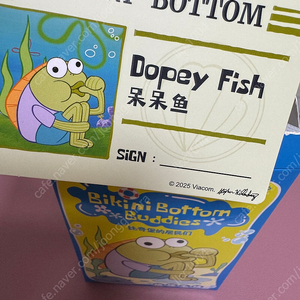 BOTTOM
Dopey Fish
呆呆鱼
SIGN :
© 2025 Viacom.
Bikini Bottom
Buddies